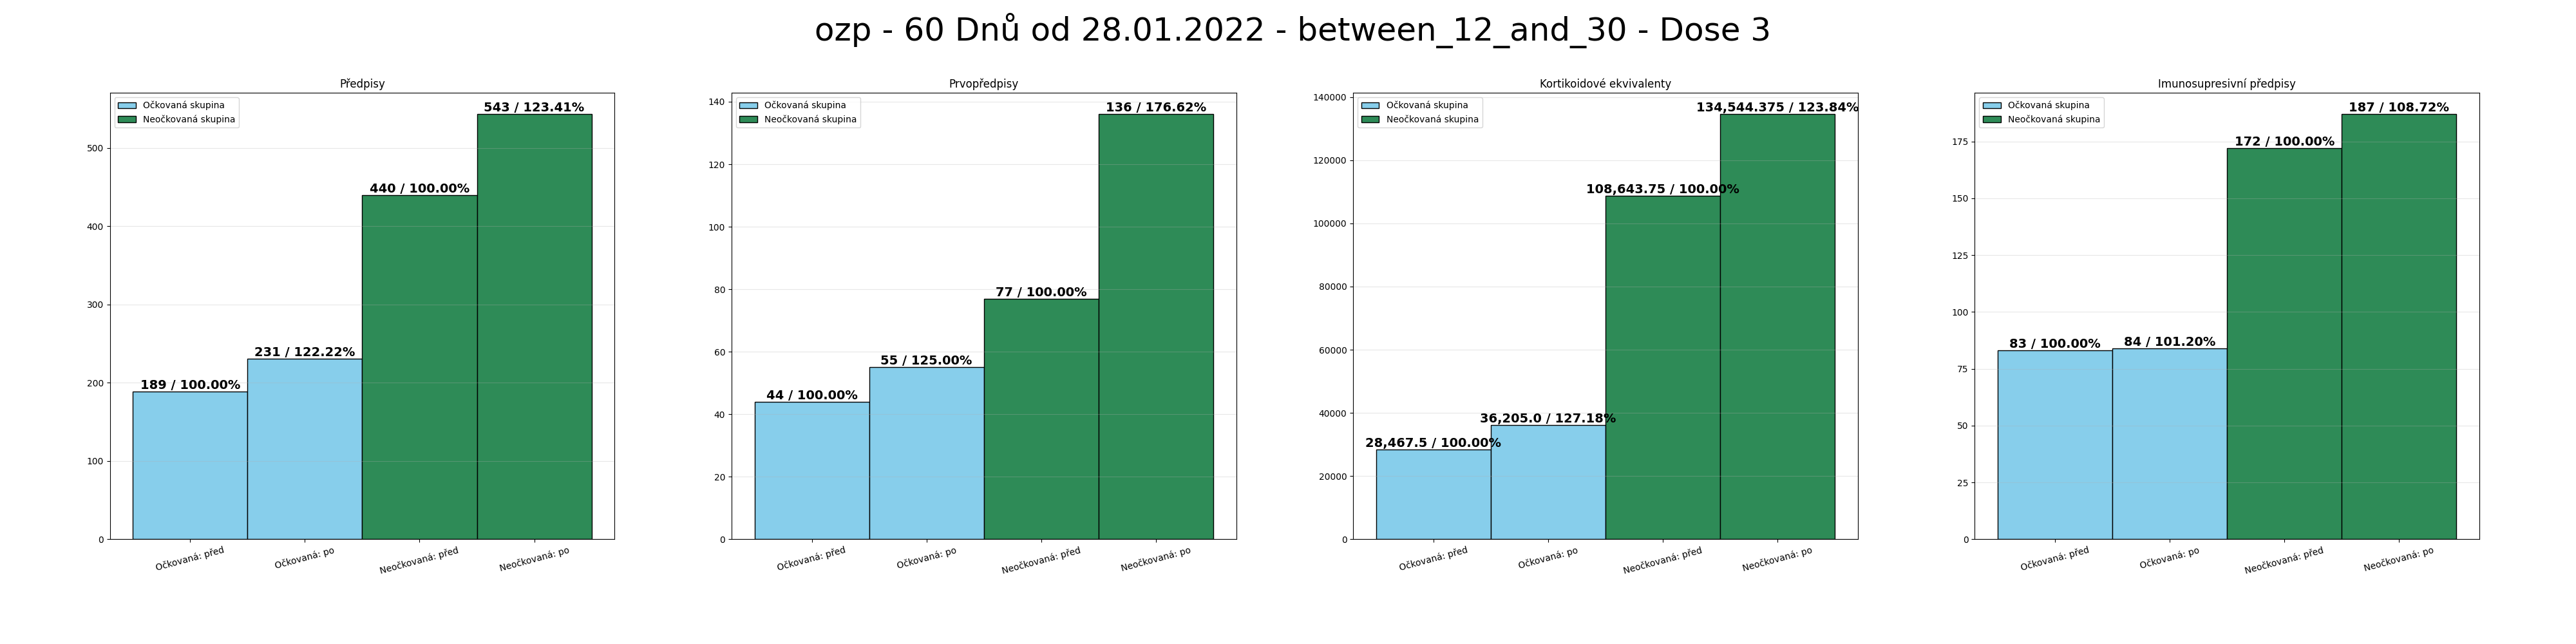 ozp - 60 Dnů od 28.01.2022 - between_12_and_30 - Dose 3
Předpisy
Očkovaná skupina
Neočkovaná skupina
543 / 123.41%
440 / 100.00%
231 / 122.22%
189 / 100.00%
500
400
300
200
100
0
Očkovaná: před
Očkovaná: po
Neočkovaná: před
Neočkovaná: po
Prvopředpisy
Očkovaná skupina
Neočkovaná skupina
136 / 176.62%
77 / 100.00%
55 / 125.00%
44 / 100.00%
140
120
100
80
60
40
20
0
Očkovaná: před
Očkovaná: po
Neočkovaná: před
Neočkovaná: po
Kortikoidové ekvivalenty
Očkovaná skupina
Neočkovaná skupina
134,544.375 / 123.84%
108,643.75 / 100.00%
36,205.0 / 127.18%
28,467.5 / 100.00%
140000
120000
100000
80000
60000
40000
20000
0
Očkovaná: před
Očkovaná: po
Neočkovaná: před
Neočkovaná: po
Imunosupresivní předpisy
Očkovaná skupina
Neočkovaná skupina
187 / 108.72%
172 / 100.00%
84 / 101.20%
83 / 100.00%
175
150
125
100
75
50
25
0
Očkovaná: před
Očkovaná: po
Neočkovaná: před
Neočkovaná: po